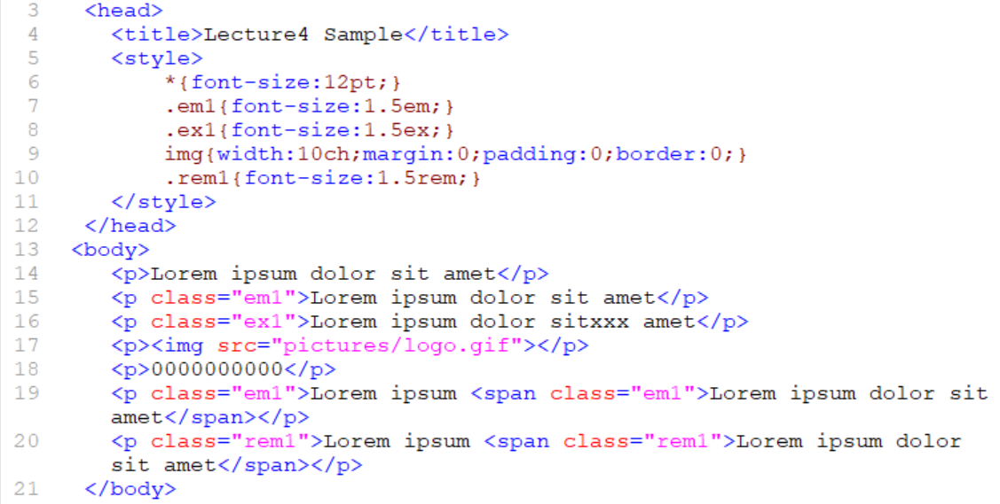 3 <head>
4 <title>Lecture4 Sample</title>
5 <style>
6 *{font-size:12pt;}
7 .em1{font-size:1.5em;}
8 .ex1{font-size:1.5ex;}
9 img{width:10ch;margin:0;padding:0;border:0;}
10 .rem1{font-size:1.5rem;}
11 </style>
12 </head>
13 <body>
14 <p>Lorem ipsum dolor sit amet</p>
15 <p class="em1">Lorem ipsum dolor sit amet</p>
16 <p class="ex1">Lorem ipsum dolor sitxxx amet</p>
17 <p><img src="pictures/logo.gif"></p>
18 <p>0000000000</p>
19 <p class="em1">Lorem ipsum <span class="em1">Lorem ipsum dolor sit
amet</span></p>
20 <p class="rem1">Lorem ipsum <span class="rem1">Lorem ipsum dolor
sit amet</span></p>
21 </body>